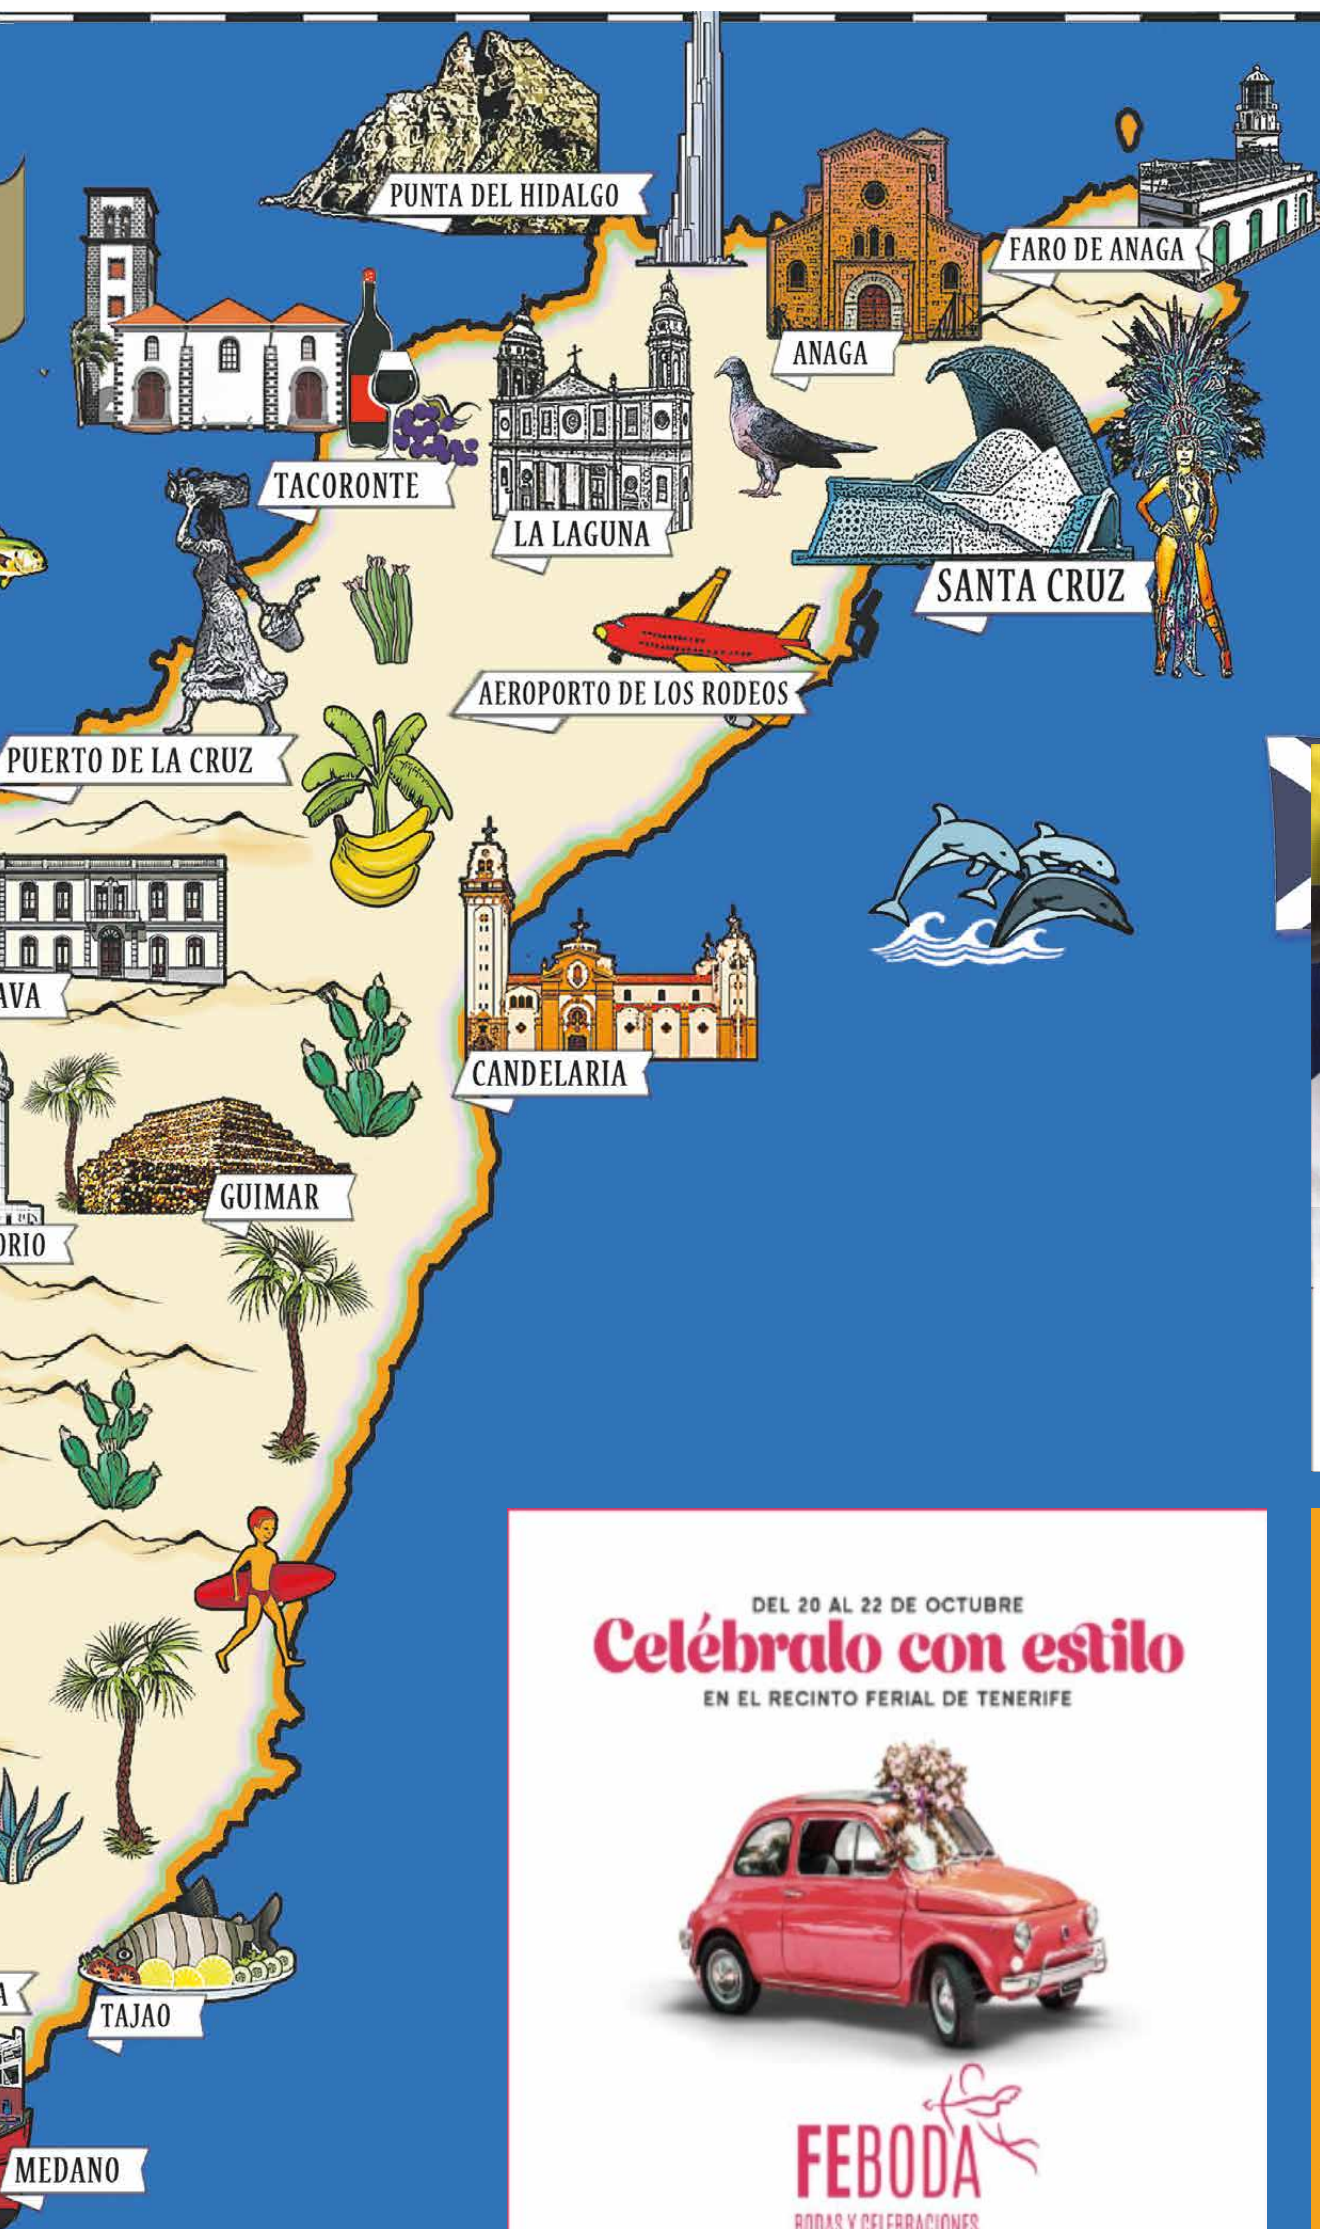 PUNTA DEL HIDALGO
FARO DE ANAGA
ANAGA
TACORONTE
LA LAGUNA
SANTA CRUZ
AEROPORTO DE LOS RODEOS
PUERTO DE LA CRUZ
AVA
CANDELARIA
GUIMAR
ORIO
TAJAO
A
MEDANO
DEL 20 AL 22 DE OCTUBRE
Celébralo con estilo
EN EL RECINTO FERIAL DE TENERIFE
FEBODA
BODAS Y CELEBRACIONES